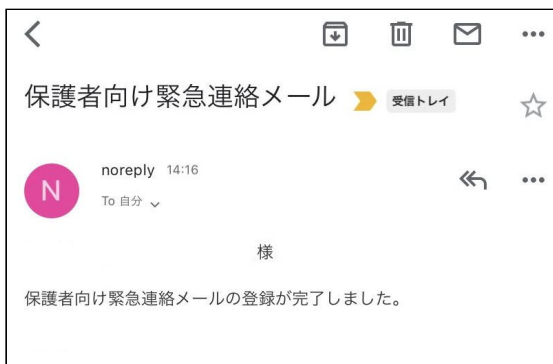 保護者向け緊急連絡メール 受信トレイ
N
noreply 14:16
To 自分
様
保護者向け緊急連絡メールの登録が完了しました。